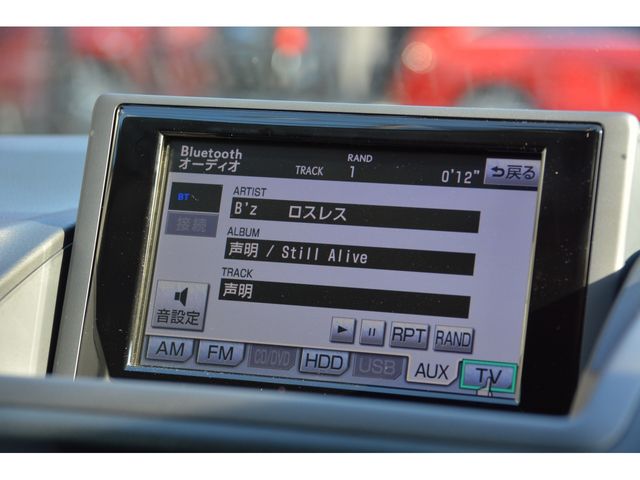 Bluetooth
オーディオ
TRACK
RAND
1
0'12"
戻る
BT
接続
ARTIST
B'z ロスレス
ALBUM
声明 / Still Alive
TRACK
声明
音設定
RPT RAND
AM FM CD/DVD HDD USB AUX TV